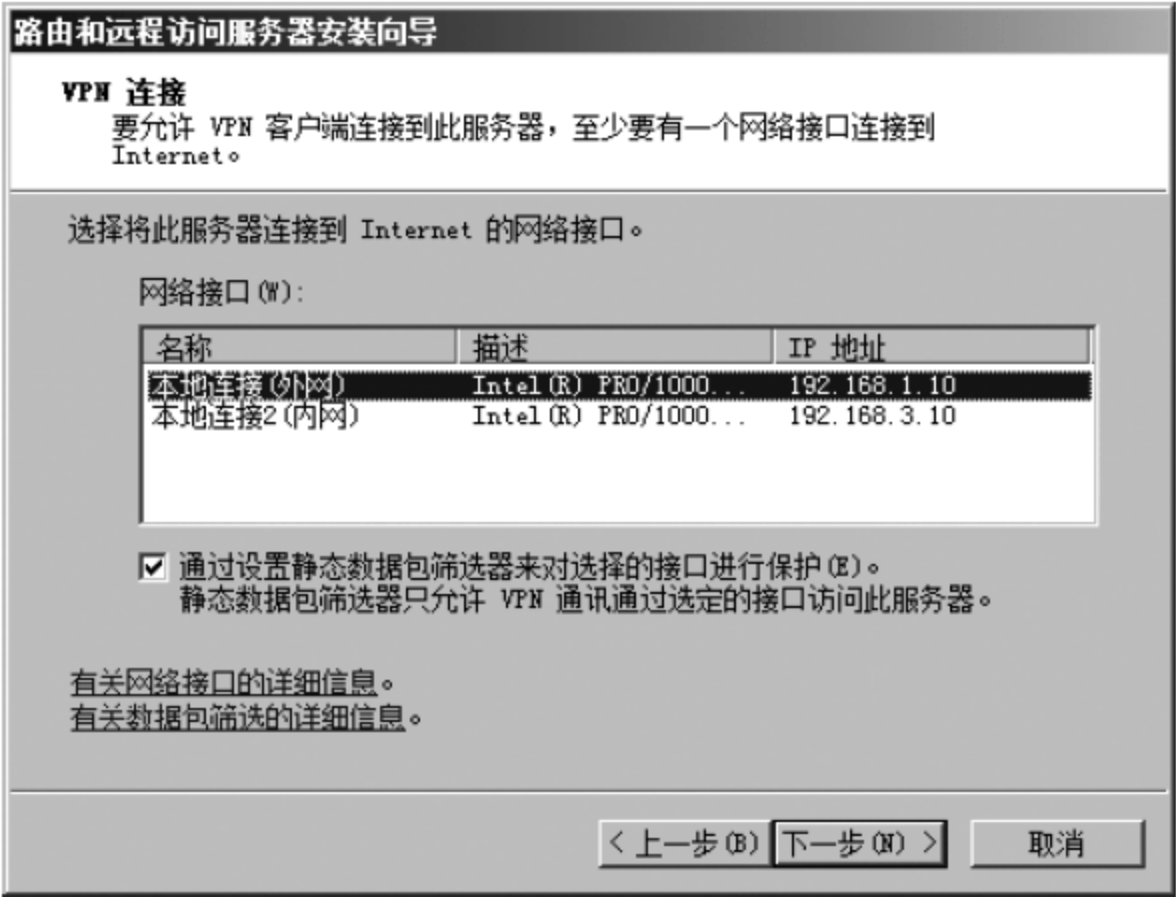 路由和远程访问服务器安装向导
VPN 连接
要允许 VPN 客户端连接到此服务器，至少要有一个网络接口连接到
Internet。
选择将此服务器连接到 Internet 的网络接口。
网络接口(W):
名称 描述 IP 地址
本地连接(外网) Intel(R) PRO/1000... 192.168.1.10
本地连接2(内网) Intel(R) PRO/1000... 192.168.3.10
通过设置静态数据包筛选器来对选择的接口进行保护(E)。
静态数据包筛选器只允许 VPN 通讯通过选定的接口访问此服务器。
有关网络接口的详细信息。
有关数据包筛选的详细信息。
< 上一步(B) 下一步(N) > 取消